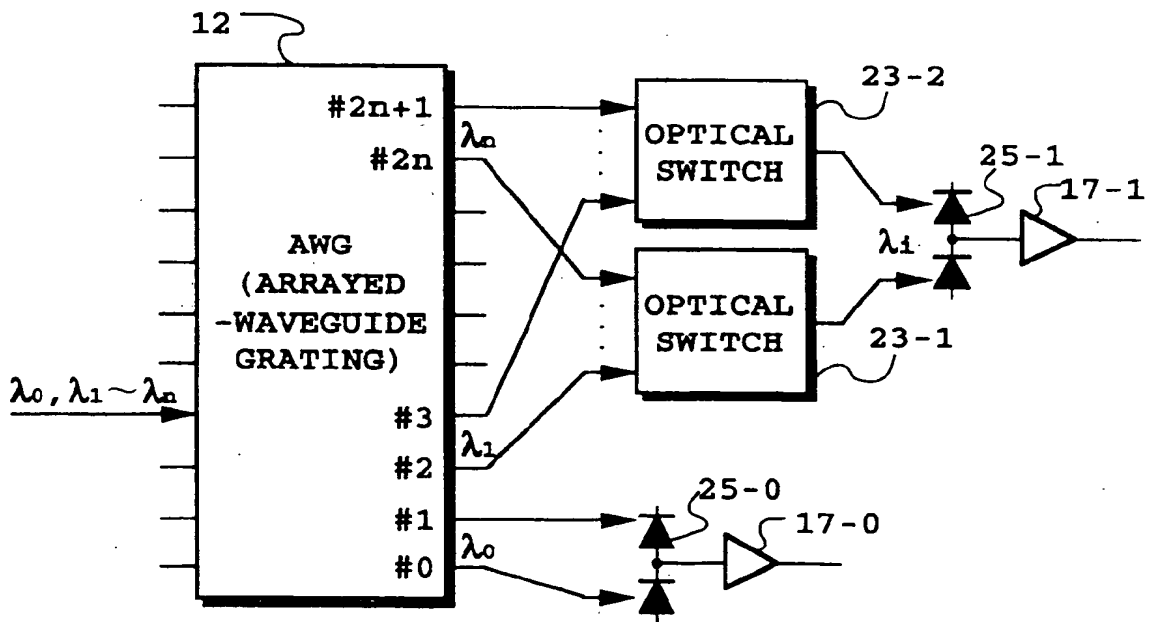 12
#2n+1
λn
#2n
AWG
(ARRAYED
-WAVEGUIDE
GRATING)
λ0, λ1~λn
#3
λ1
#2
#1
λ0
#0
OPTICAL
SWITCH
23-2
OPTICAL
SWITCH
23-1
λi
25-1
17-1
25-0
17-0